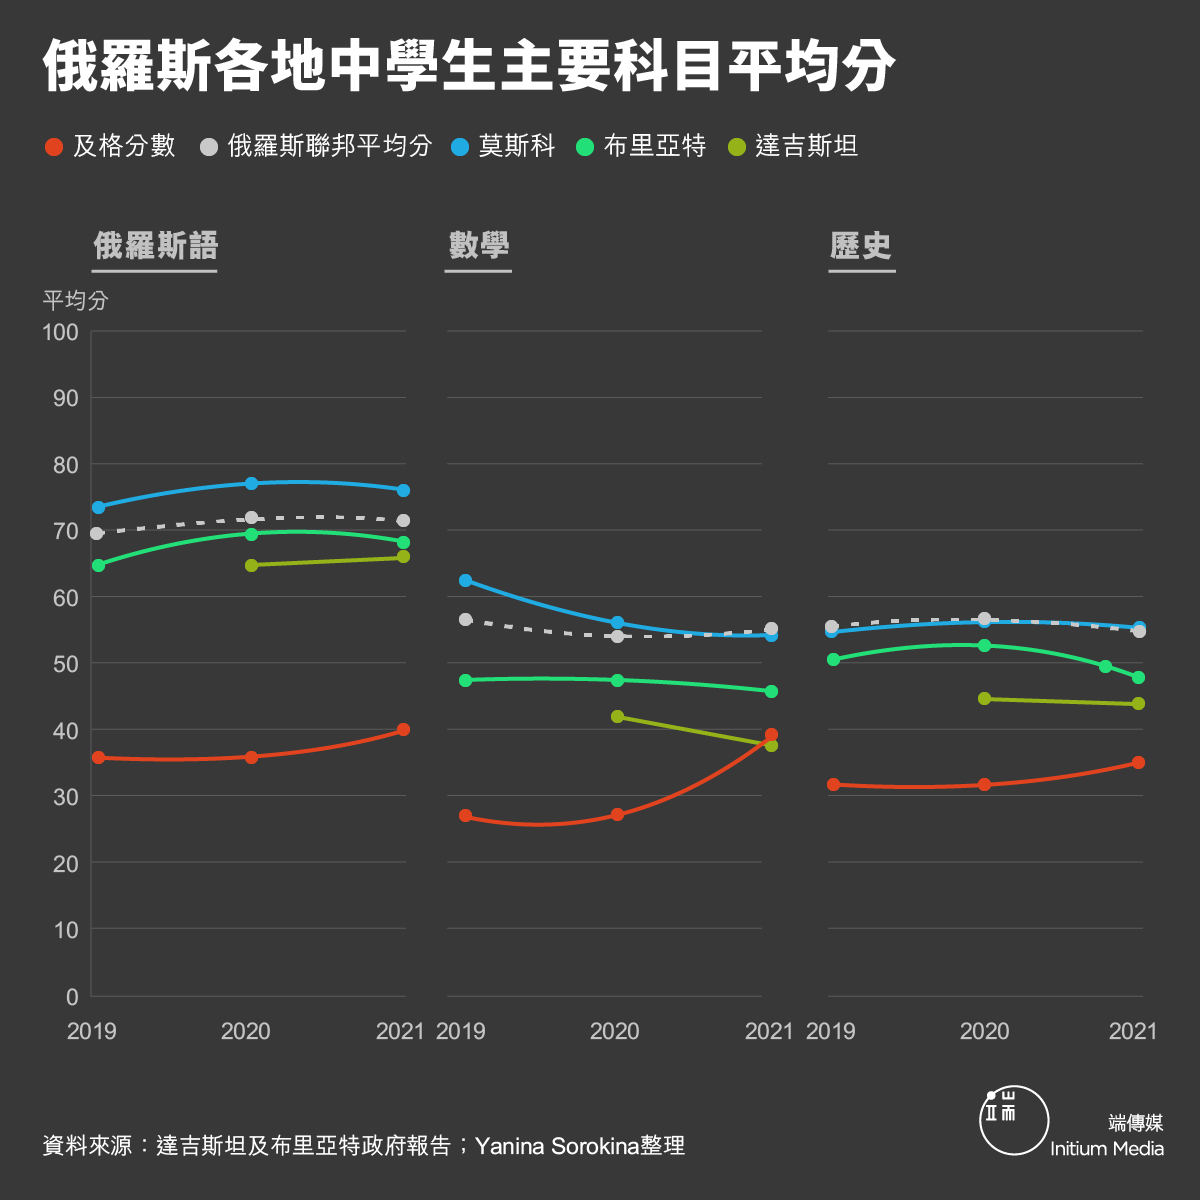 俄羅斯各地中學生主要科目平均分
及格分數 俄羅斯聯邦平均分 莫斯科 布里亞特 達吉斯坦
俄羅斯語 數學 歷史
平均分
100
90
80
70
60
50
40
30
20
10
0
2019 2020 2021 2019 2020 2021 2019 2020 2021
資料來源：達吉斯坦及布里亞特政府報告；Yanina Sorokina整理
端
端傳媒
Initium Media